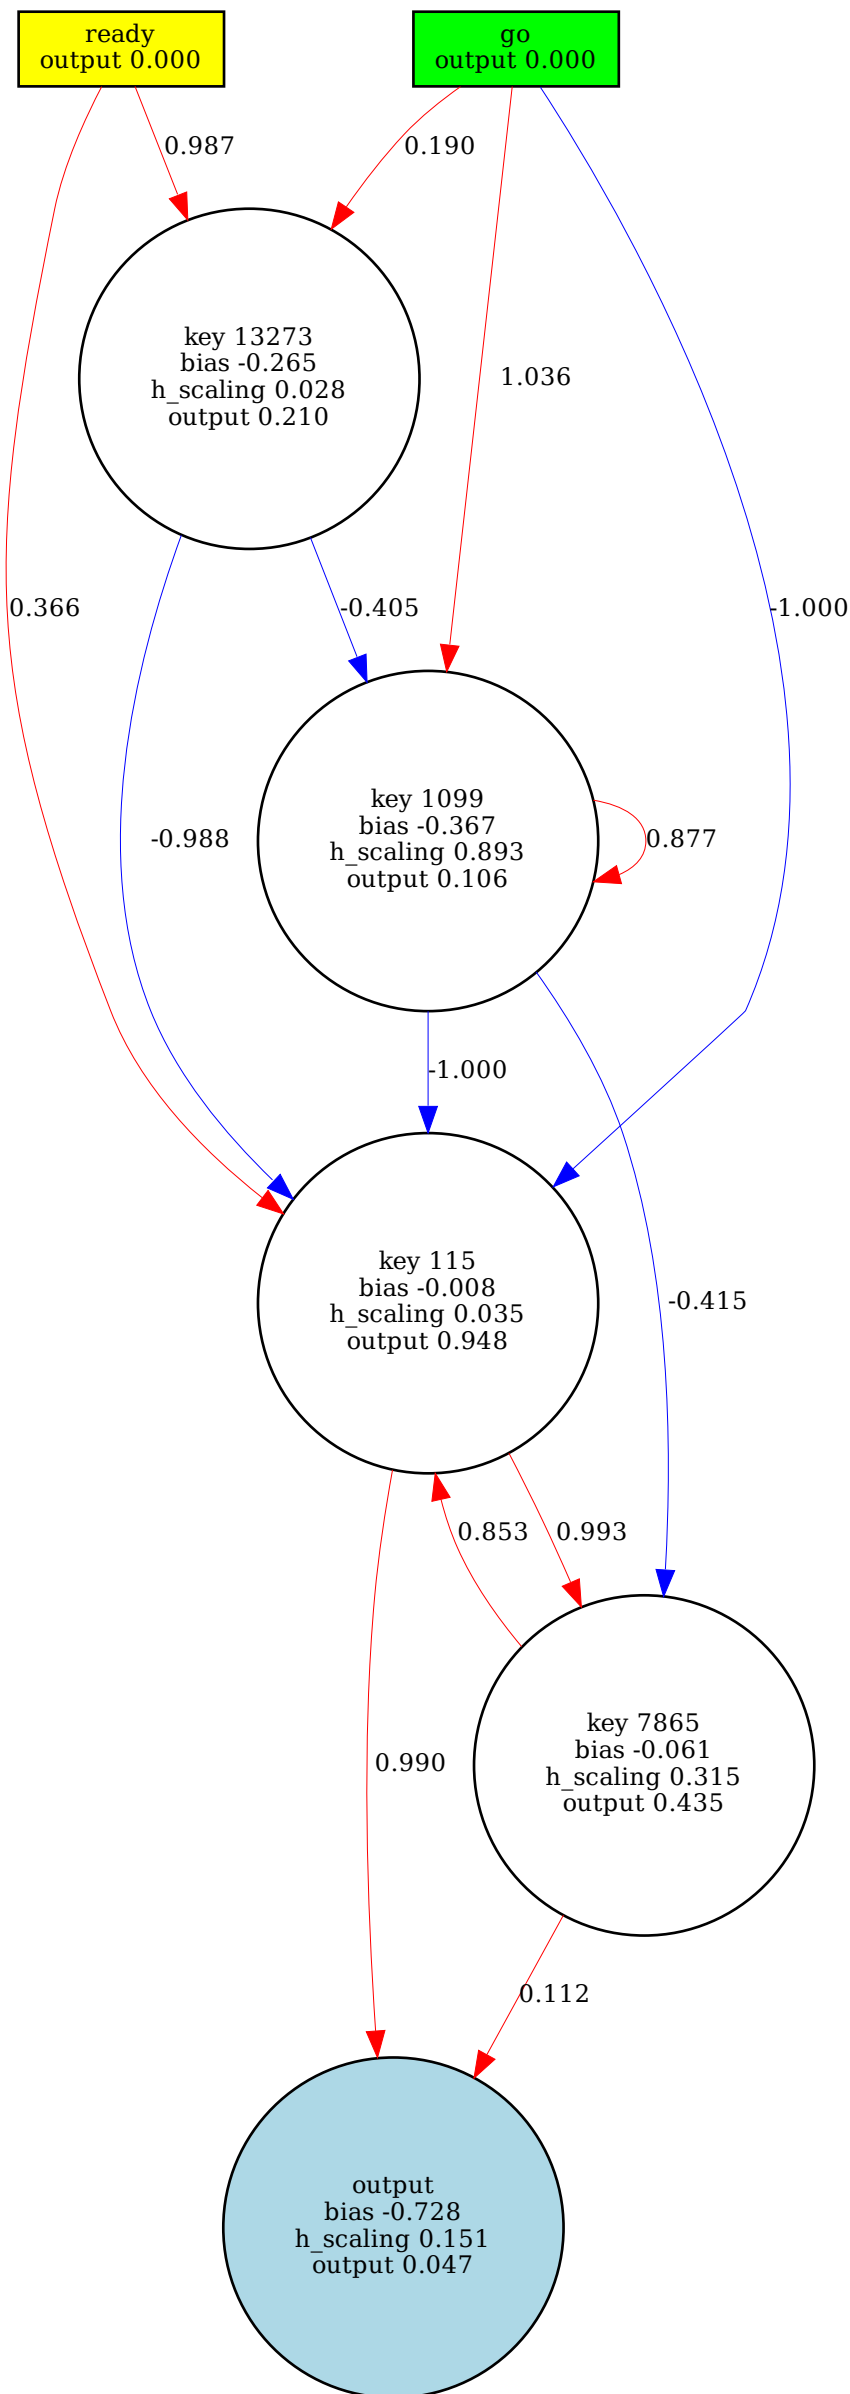 ready
output 0.000
go
output 0.000
0.987
0.190
key 13273
bias -0.265
h_scaling 0.028
output 0.210
1.036
0.366
-0.405
-1.000
key 1099
bias -0.367
h_scaling 0.893
output 0.106
-0.988
0.877
-1.000
key 115
bias -0.008
h_scaling 0.035
output 0.948
-0.415
0.853
0.993
key 7865
bias -0.061
h_scaling 0.315
output 0.435
0.990
0.112
output
bias -0.728
h_scaling 0.151
output 0.047